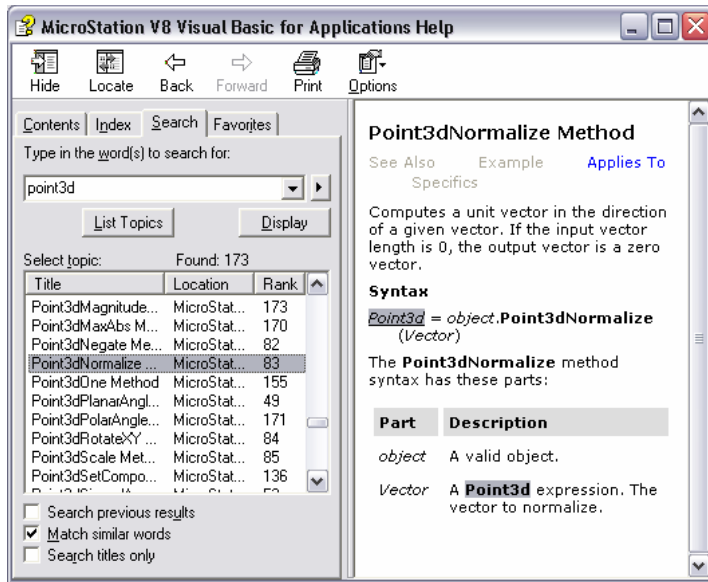 MicroStation V8 Visual Basic for Applications Help
Hide Locate Back Forward Print Options
Contents Index Search Favorites
Type in the word(s) to search for:
point3d
List Topics Display
Select topic: Found: 173
Title Location Rank
Point3dMagnitude... MicroStat... 173
Point3dMaxAbs M... MicroStat... 170
Point3dNegate Me... MicroStat... 82
Point3dNormalize ... MicroStat... 83
Point3dOne Method MicroStat... 155
Point3dPlanarAngl... MicroStat... 49
Point3dPolarAngle... MicroStat... 171
Point3dRotateXY ... MicroStat... 84
Point3dScale Met... MicroStat... 85
Point3dSetCompo... MicroStat... 136
Search previous results
Match similar words
Search titles only
Point3dNormalize Method
See Also Example Applies To
Specifics
Computes a unit vector in the direction
of a given vector. If the input vector
length is 0, the output vector is a zero
vector.
Syntax
Point3d = object.Point3dNormalize
(Vector)
The Point3dNormalize method
syntax has these parts:
Part Description
object A valid object.
Vector A Point3d expression. The
vector to normalize.